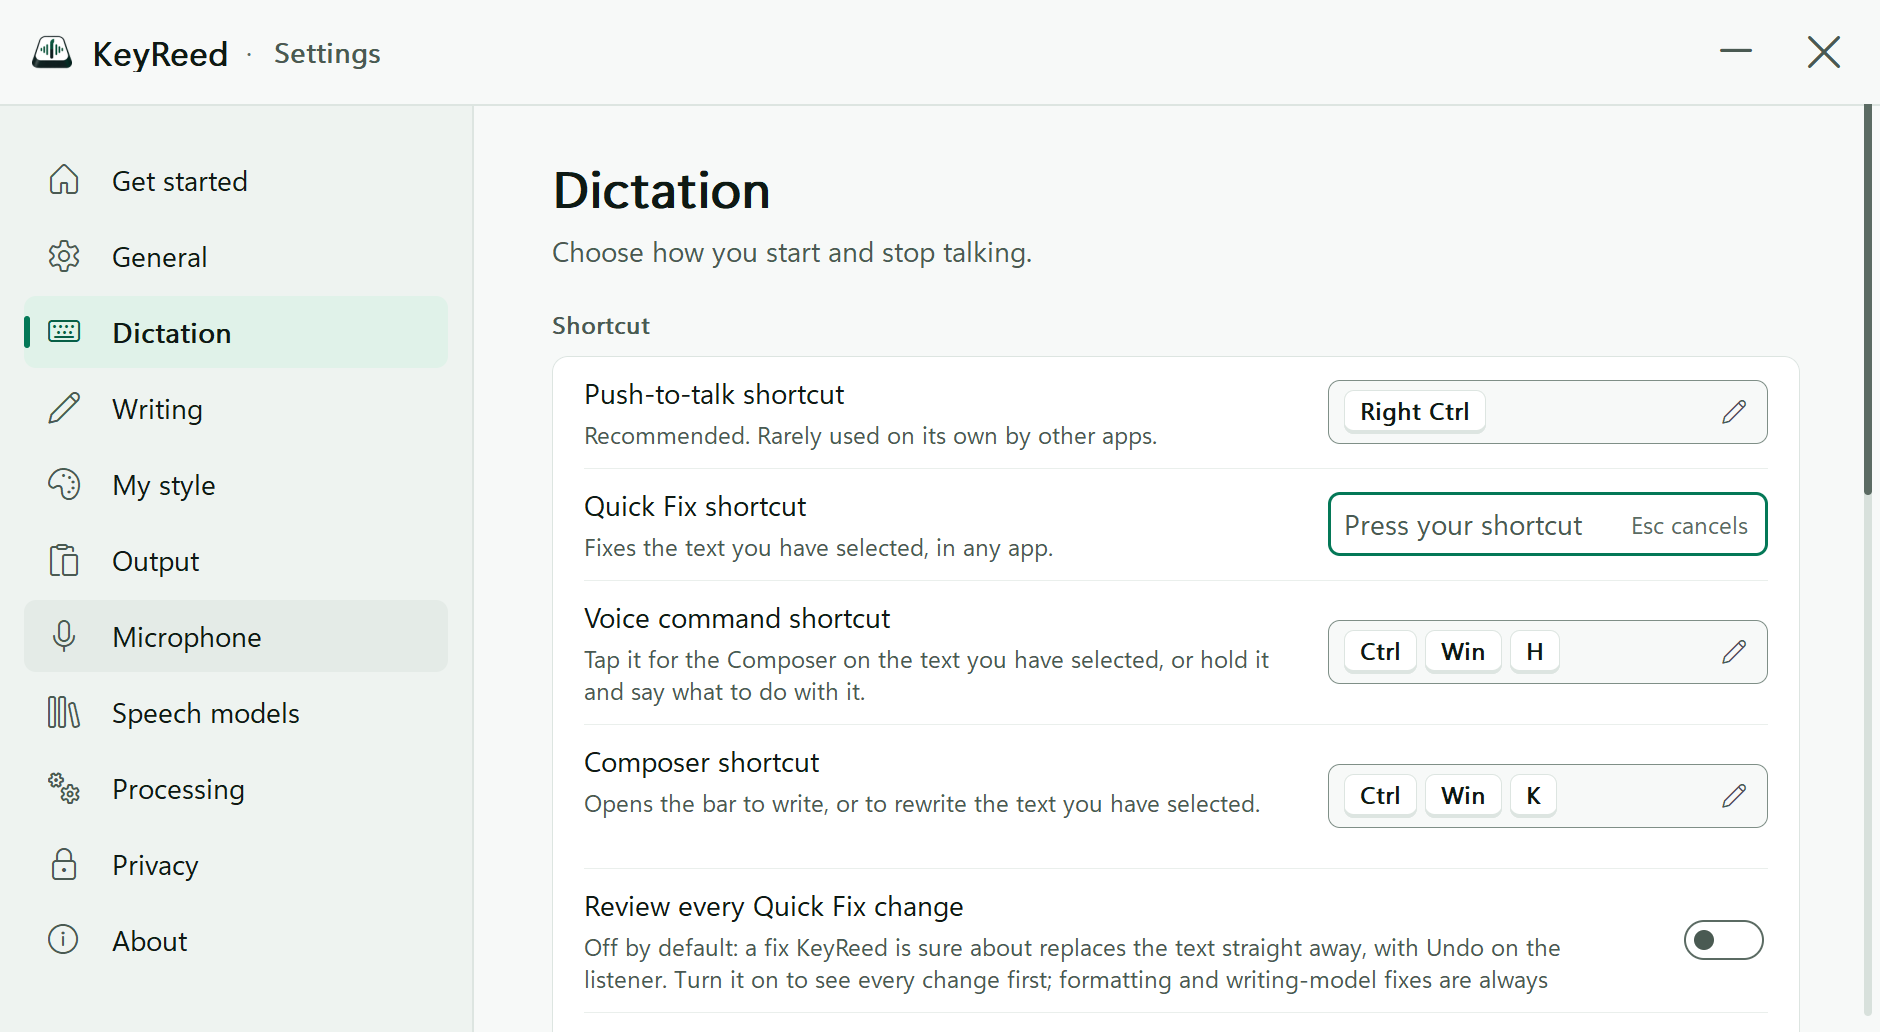 KeyReed · Settings
Get started
General
Dictation
Writing
My style
Output
Microphone
Speech models
Processing
Privacy
About
Dictation
Choose how you start and stop talking.
Shortcut
Push-to-talk shortcut
Recommended. Rarely used on its own by other apps.
Right Ctrl
Quick Fix shortcut
Fixes the text you have selected, in any app.
Press your shortcut Esc cancels
Voice command shortcut
Tap it for the Composer on the text you have selected, or hold it
and say what to do with it.
Ctrl Win H
Composer shortcut
Opens the bar to write, or to rewrite the text you have selected.
Ctrl Win K
Review every Quick Fix change
Off by default: a fix KeyReed is sure about replaces the text straight away, with Undo on the
listener. Turn it on to see every change first; formatting and writing-model fixes are always